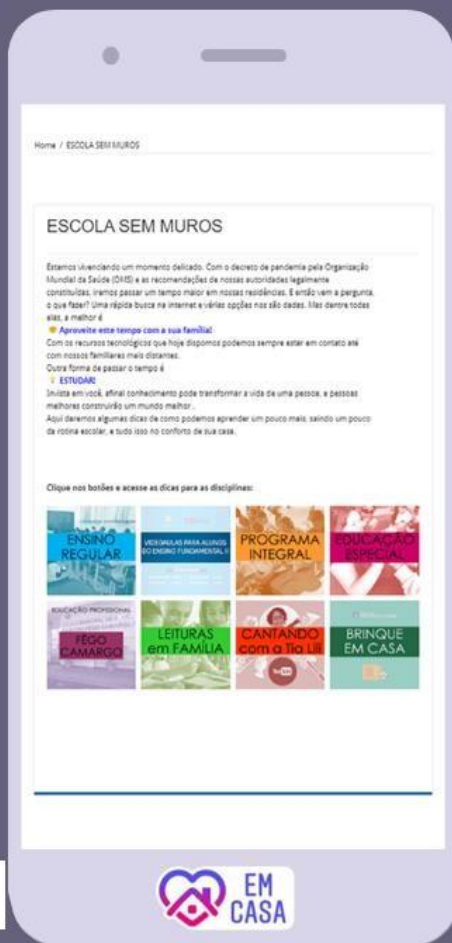 Home / ESCOLA SEM MUROS
ESCOLA SEM MUROS
Estamos vivenciando um momento delicado. Com o decreto de pandemia pela Organização
Mundial da Saúde (OMS) e as recomendações de nossas autoridades legalmente
constituídas, iremos passar um tempo maior em nossas residências. E então vem a pergunta,
o que fazer? Uma rápida busca na internet e várias opções nos são dadas. Mas dentre todas
elas, a melhor é
Aproveite este tempo com a sua família!
Com os recursos tecnológicos que hoje dispomos podemos sempre estar em contato até
com nossos familiares mais distantes.
Outra forma de passar o tempo é
ESTUDAR!
Invista em você, afinal conhecimento pode transformar a vida de uma pessoa, e pessoas
melhores construirão um mundo melhor .
Aqui daremos algumas dicas de como podemos aprender um pouco mais, saindo um pouco
da rotina escolar, e tudo isso no conforto de sua casa.
Clique nos botões e acesse as dicas para as disciplinas:
ENSINO
REGULAR
VIDEOAULAS PARA ALUNOS
DO ENSINO FUNDAMENTAL II
PROGRAMA
INTEGRAL
EDUCAÇÃO
ESPECIAL
EDUCAÇÃO PROFISSIONAL
FÊGO
CAMARGO
LEITURAS
em FAMÍLIA
CANTANDO
com a Tia Lili
BRINQUE
EM CASA
EM
CASA